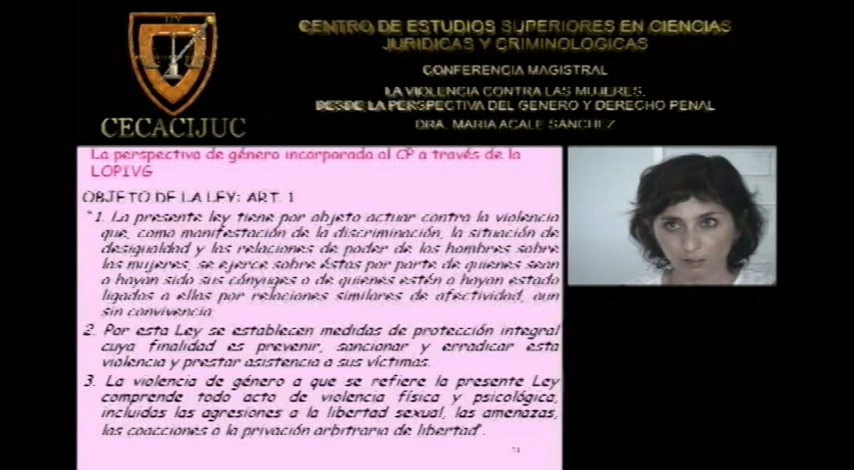 CENTRO DE ESTUDIOS SUPERIORES EN CIENCIAS
JURIDICAS Y CRIMINOLOGICAS
CONFERENCIA MAGISTRAL
LA VIOLENCIA CONTRA LAS MUJERES.
DESDE LA PERSPECTIVA DEL GENERO Y DERECHO PENAL
DRA. MARIA ACALE SANCHEZ
CECACIJUC
La perspectiva de género incorporada al CP a través de la
LOPIVG
OBJETO DE LA LEY: ART. 1
"1. La presente ley tiene por objeto actuar contra la violencia
que, como manifestación de la discriminación, la situación de
desigualdad y las relaciones de poder de los hombres sobre
las mujeres, se ejerce sobre éstas por parte de quienes sean
o hayan sido sus cónyuges o de quienes estén o hayan estado
ligados a ellas por relaciones similares de afectividad, aun
sin convivencia.
2. Por esta Ley se establecen medidas de protección integral
cuya finalidad es prevenir, sancionar y erradicar esta
violencia y prestar asistencia a sus víctimas.
3. La violencia de género a que se refiere la presente Ley
comprende todo acto de violencia física y psicológica,
incluidas las agresiones a la libertad sexual, las amenazas,
las coacciones o la privación arbitraria de libertad".